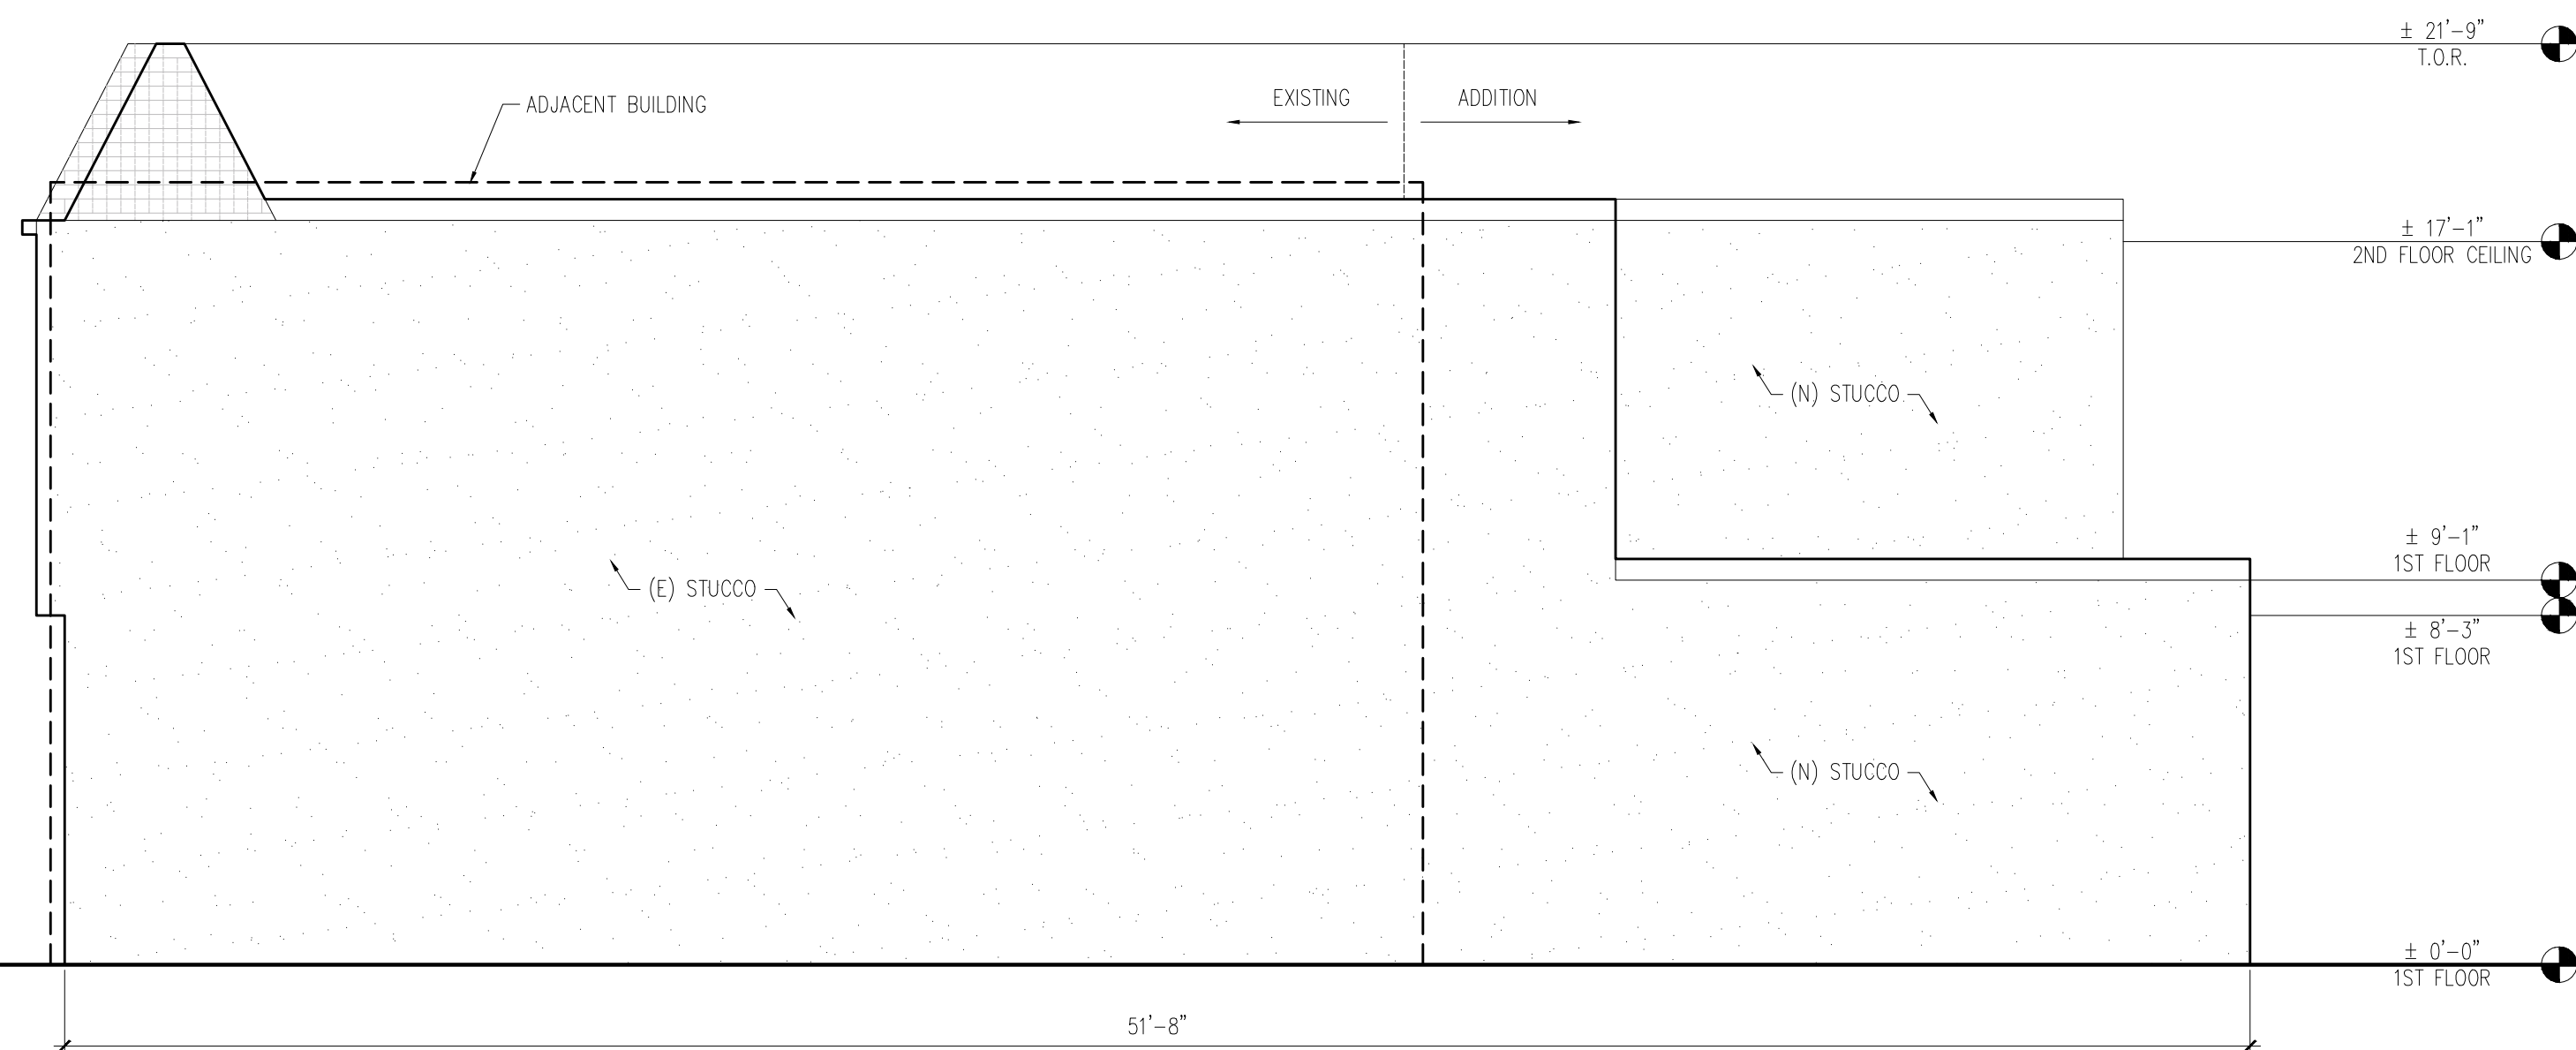 ± 21'-9"
T.O.R.
ADJACENT BUILDING
EXISTING
ADDITION
± 17'-1"
2ND FLOOR CEILING
(N) STUCCO
± 9'-1"
1ST FLOOR
(E) STUCCO
± 8'-3"
1ST FLOOR
(N) STUCCO
± 0'-0"
1ST FLOOR
51'-8"